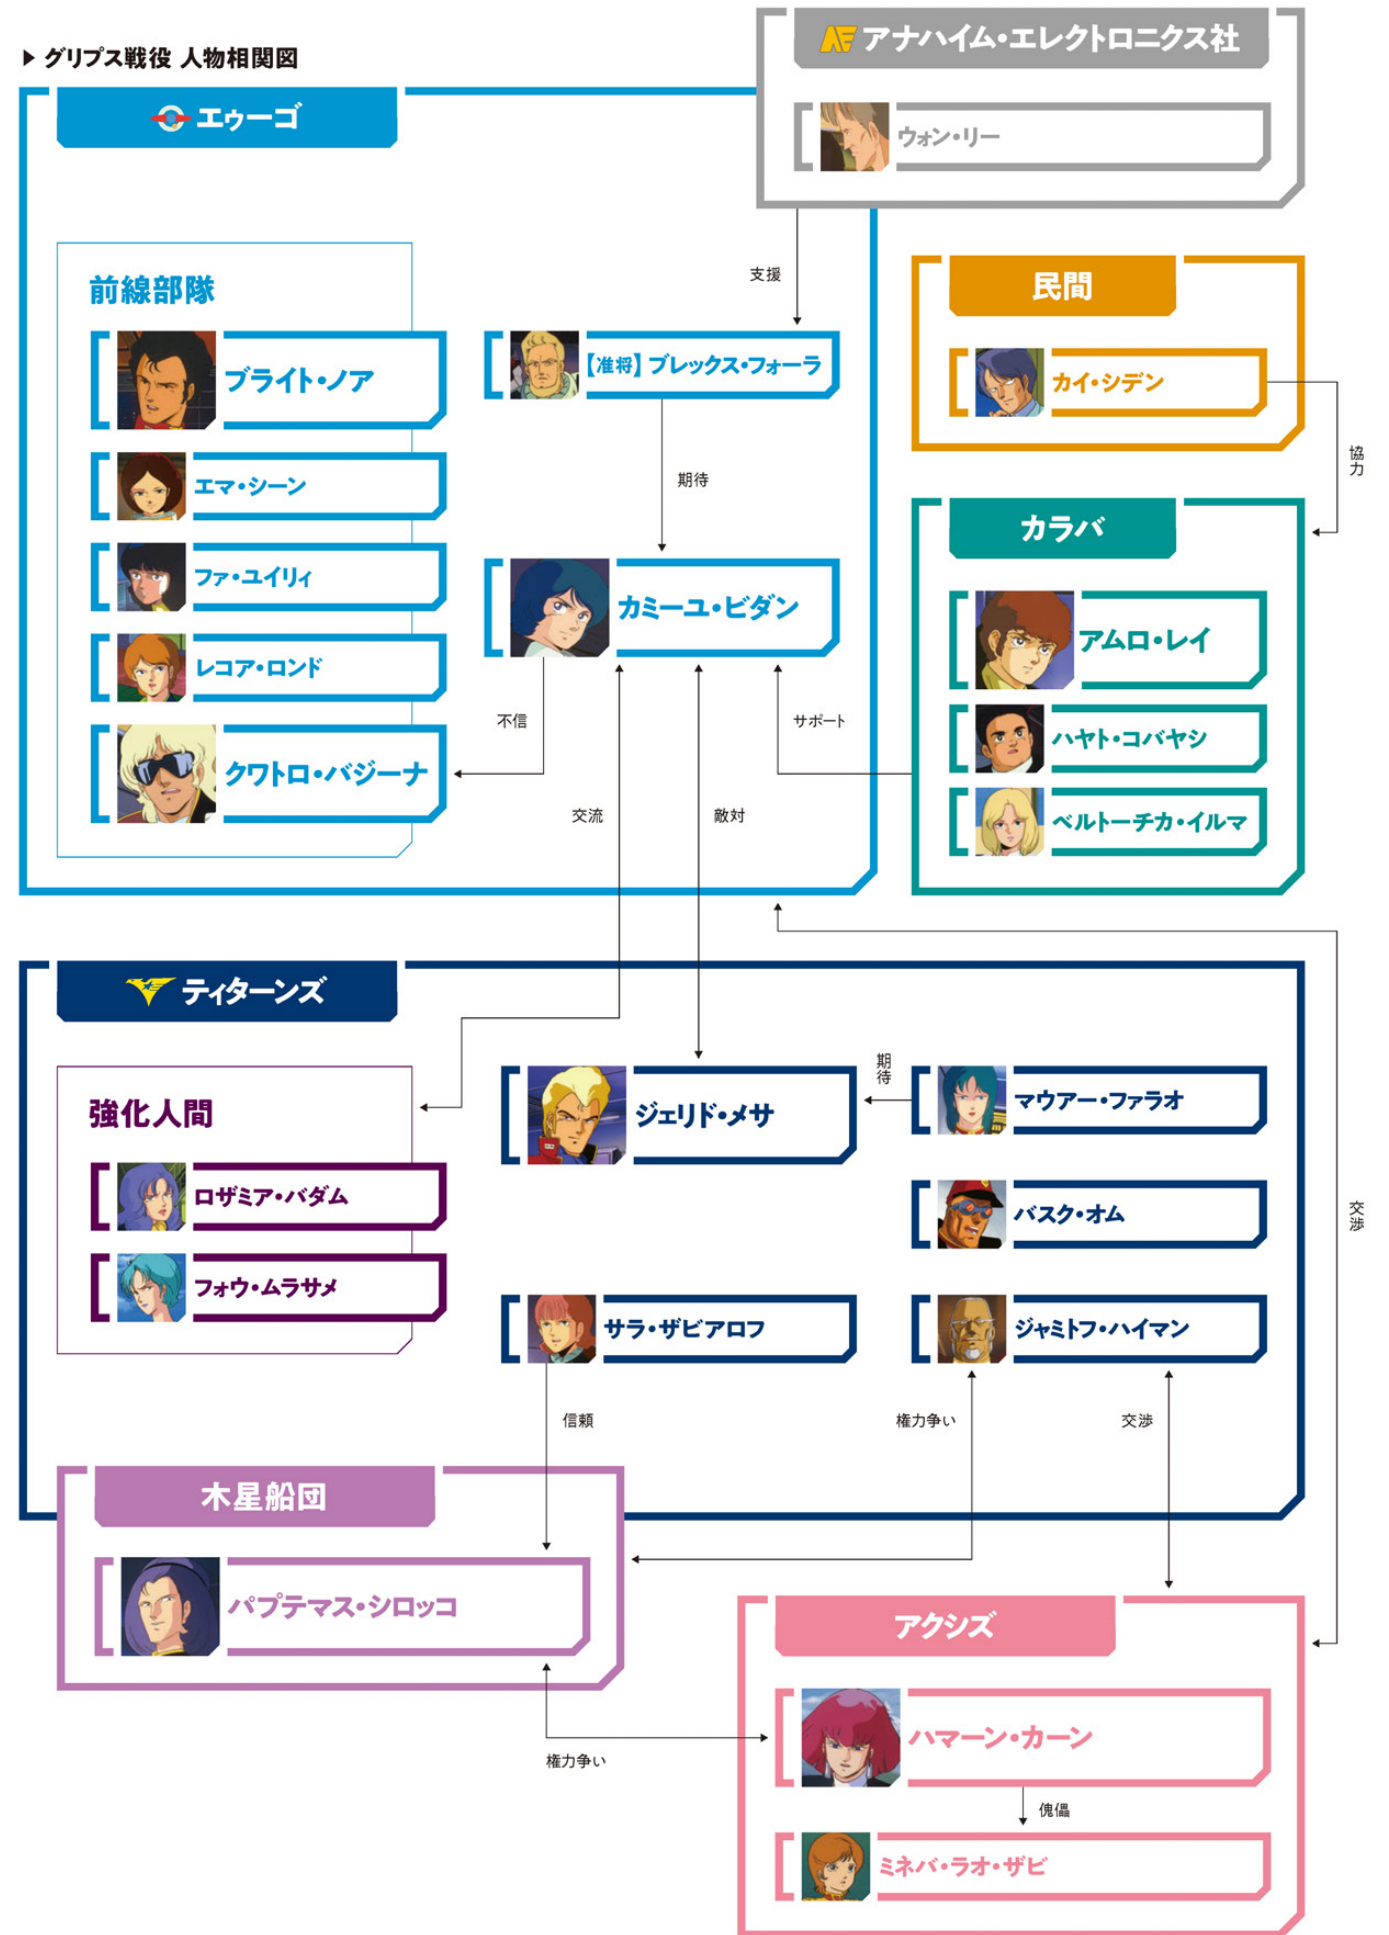 ▶ グリプス戦役 人物相関図
アナハイム・エレクトロニクス社
ウォン・リー
エゥーゴ
支援
前線部隊
ブライト・ノア
エマ・シーン
ファ・ユイリィ
レコア・ロンド
クワトロ・バジーナ
【准将】ブレックス・フォーラ
期待
カミーユ・ビダン
不信
交流
敵対
サポート
民間
カイ・シデン
協力
カラバ
アムロ・レイ
ハヤト・コバヤシ
ベルトーチカ・イルマ
ティターンズ
強化人間
ロザミア・バダム
フォウ・ムラサメ
ジェリド・メサ
期待
マウアー・ファラオ
バスク・オム
サラ・ザビアロフ
ジャミトフ・ハイマン
交渉
信頼
権力争い
交渉
木星船団
パプテマス・シロッコ
権力争い
アクシズ
ハマーン・カーン
傀儡
ミネバ・ラオ・ザビ